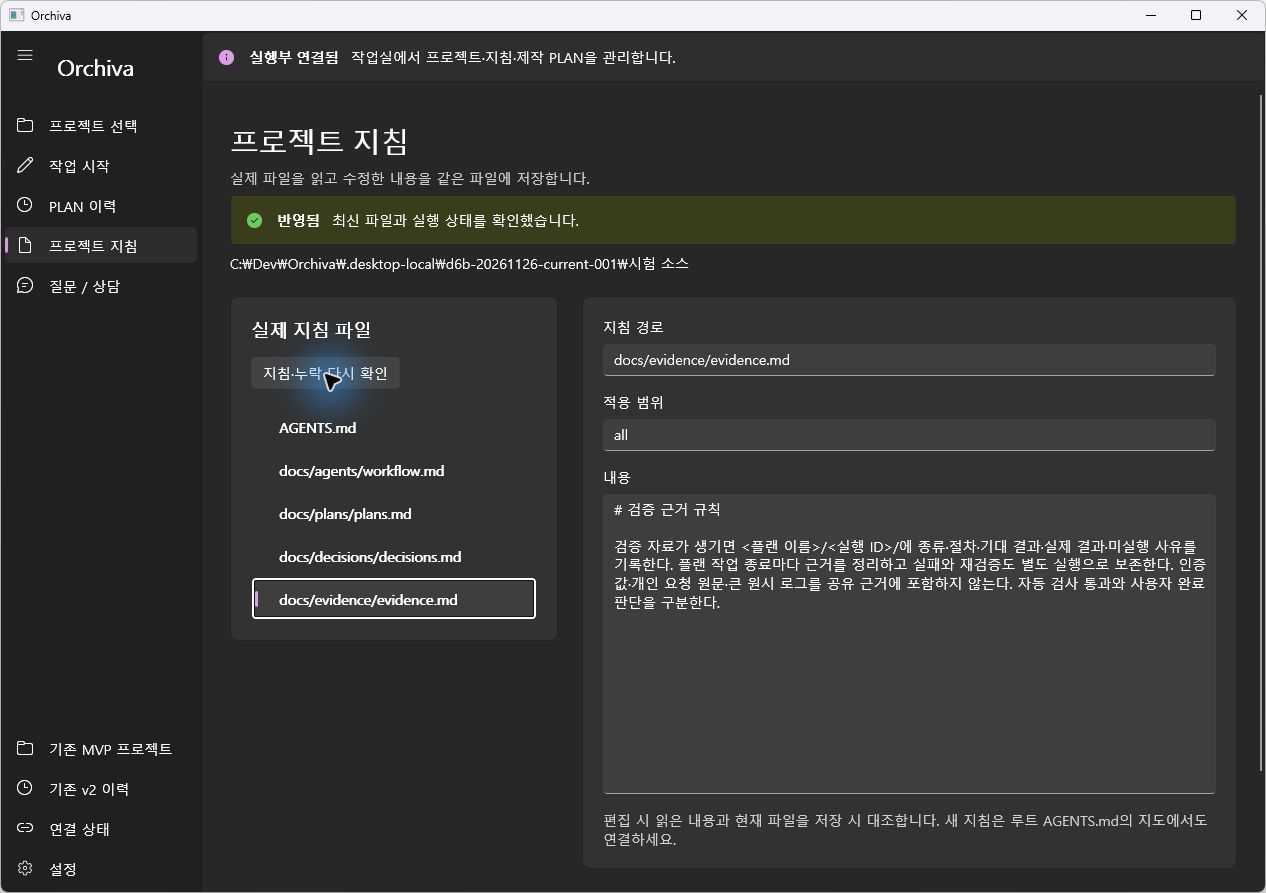 Orchiva
Orchiva
프로젝트 선택
작업 시작
PLAN 이력
프로젝트 지침
질문 / 상담
기존 MVP 프로젝트
기존 v2 이력
연결 상태
설정
실행부 연결됨 작업실에서 프로젝트·지침·제작 PLAN을 관리합니다.
프로젝트 지침
실제 파일을 읽고 수정한 내용을 같은 파일에 저장합니다.
반영됨 최신 파일과 실행 상태를 확인했습니다.
C:₩Dev₩Orchiva₩.desktop-local₩d6b-20261126-current-001₩시험 소스
실제 지침 파일
지침·누락 다시 확인
AGENTS.md
docs/agents/workflow.md
docs/plans/plans.md
docs/decisions/decisions.md
docs/evidence/evidence.md
지침 경로
docs/evidence/evidence.md
적용 범위
all
내용
# 검증 근거 규칙
검증 자료가 생기면 <플랜 이름>/<실행 ID>/에 종류·절차·기대 결과·실제 결과·미실행 사유를
기록한다. 플랜 작업 종료마다 근거를 정리하고 실패와 재검증도 별도 실행으로 보존한다. 인증
값·개인 요청 원문·큰 원시 로그를 공유 근거에 포함하지 않는다. 자동 검사 통과와 사용자 완료
판단을 구분한다.
편집 시 읽은 내용과 현재 파일을 저장 시 대조합니다. 새 지침은 루트 AGENTS.md의 지도에서도
연결하세요.